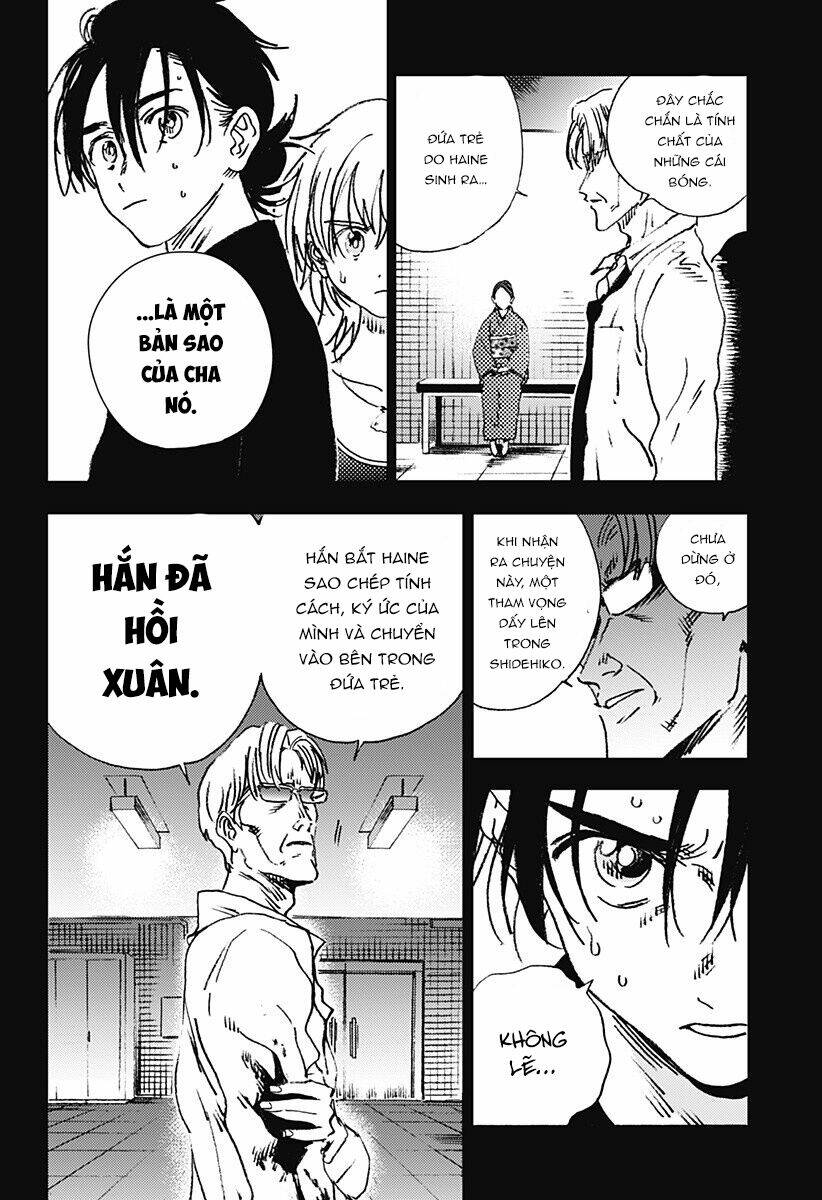 ĐÂY CHẮC
CHẮN LÀ TÍNH
CHẤT CỦA
NHỮNG CÁI
BÓNG.
ĐỨA TRẺ
DO HAINE
SINH RA...
...LÀ MỘT
BẢN SAO
CỦA CHA
NÓ.
CHƯA
DỪNG Ở
ĐÓ,
KHI NHẬN
RA CHUYỆN
NÀY, MỘT
THAM VỌNG
DẤY LÊN
TRONG
SHIDEHIKO.
HẮN BẮT HAINE
SAO CHÉP TÍNH
CÁCH, KÝ ỨC CỦA
MÌNH VÀ CHUYỂN
VÀO BÊN TRONG
ĐỨA TRẺ.
HẮN ĐÃ
HỒI
XUÂN.
KHÔNG
LẼ...